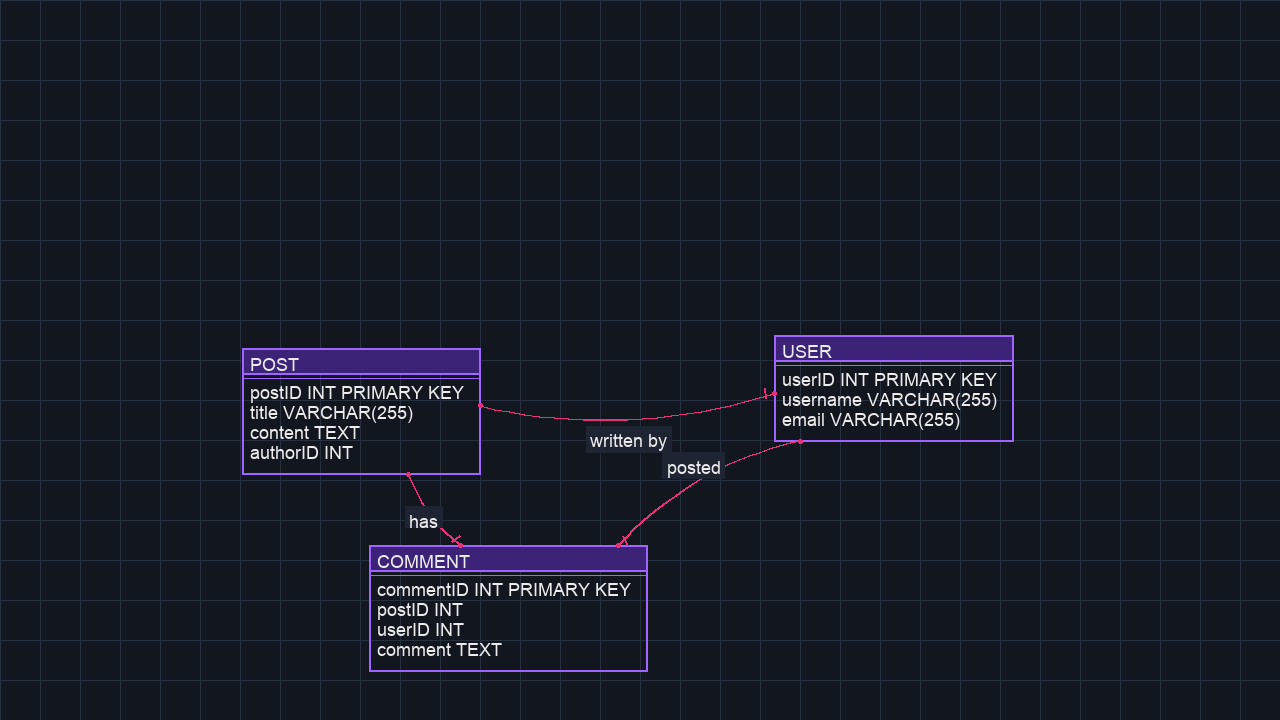 POST
postID INT PRIMARY KEY
title VARCHAR(255)
content TEXT
authorID INT
USER
userID INT PRIMARY KEY
username VARCHAR(255)
email VARCHAR(255)
written by
posted
has
COMMENT
commentID INT PRIMARY KEY
postID INT
userID INT
comment TEXT